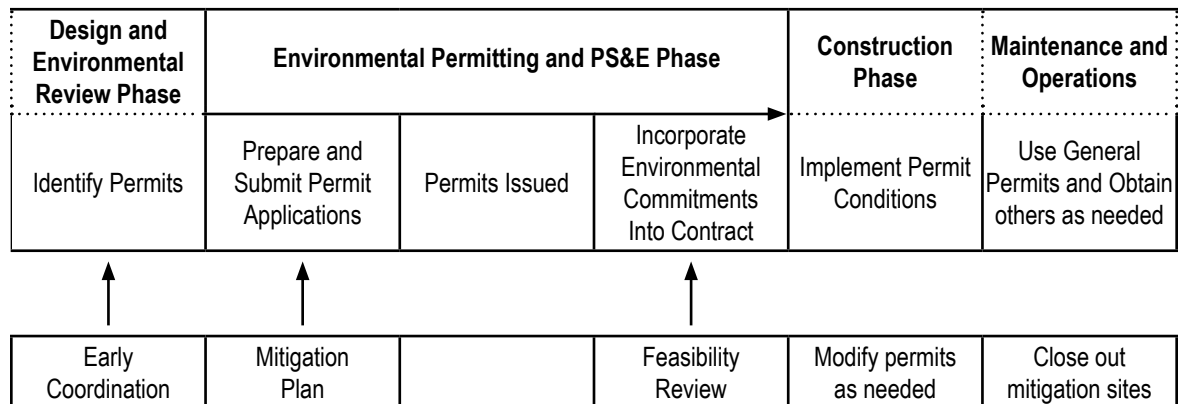 Design and
Environmental
Review Phase
Environmental Permitting and PS&E Phase
Construction
Phase
Maintenance and
Operations
Identify Permits
Prepare and
Submit Permit
Applications
Permits Issued
Incorporate
Environmental
Commitments
Into Contract
Implement Permit
Conditions
Use General
Permits and Obtain
others as needed
Early
Coordination
Mitigation
Plan
Feasibility
Review
Modify permits
as needed
Close out
mitigation sites